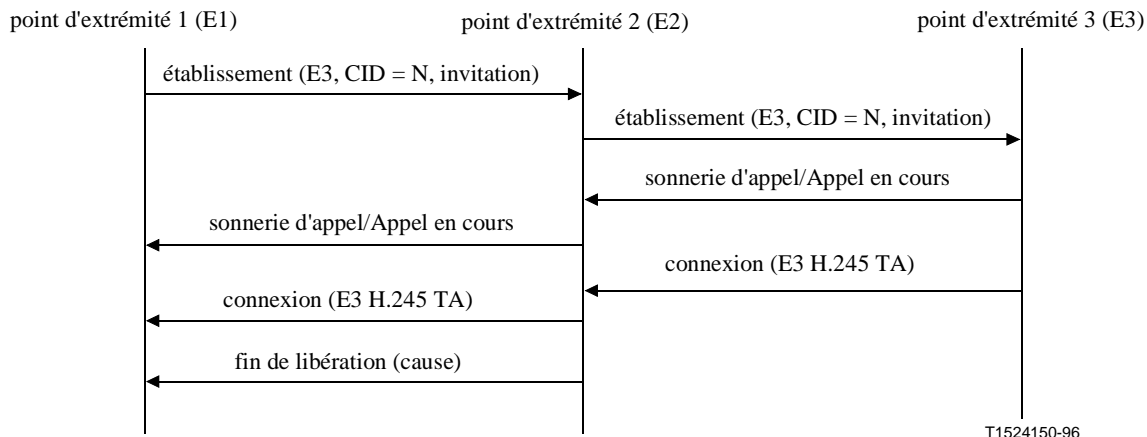 point d'extrémité 1 (E1)
point d'extrémité 2 (E2)
point d'extrémité 3 (E3)
établissement (E3, CID = N, invitation)
établissement (E3, CID = N, invitation)
sonnerie d'appel/Appel en cours
sonnerie d'appel/Appel en cours
connexion (E3 H.245 TA)
connexion (E3 H.245 TA)
fin de libération (cause)
T1524150-96